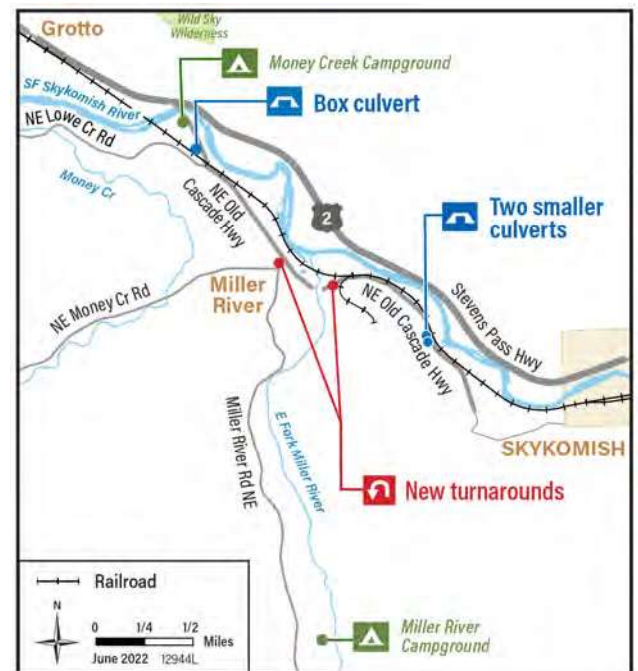 Grotto
Wild Sky
Wilderness
Money Creek Campground
SF Skykomish River
Box culvert
NE Lowe Cr Rd
Money Cr
NE Old
Cascade Hwy
2
Two smaller
culverts
Miller
River
NE Money Cr Rd
NE Old Cascade Hwy
Stevens Pass Hwy
SKYKOMISH
Miller River Rd NE
E Fork Miller River
New turnarounds
Railroad
N
0 1/4 1/2
Miles
June 2022 12944L
Miller River
Campground